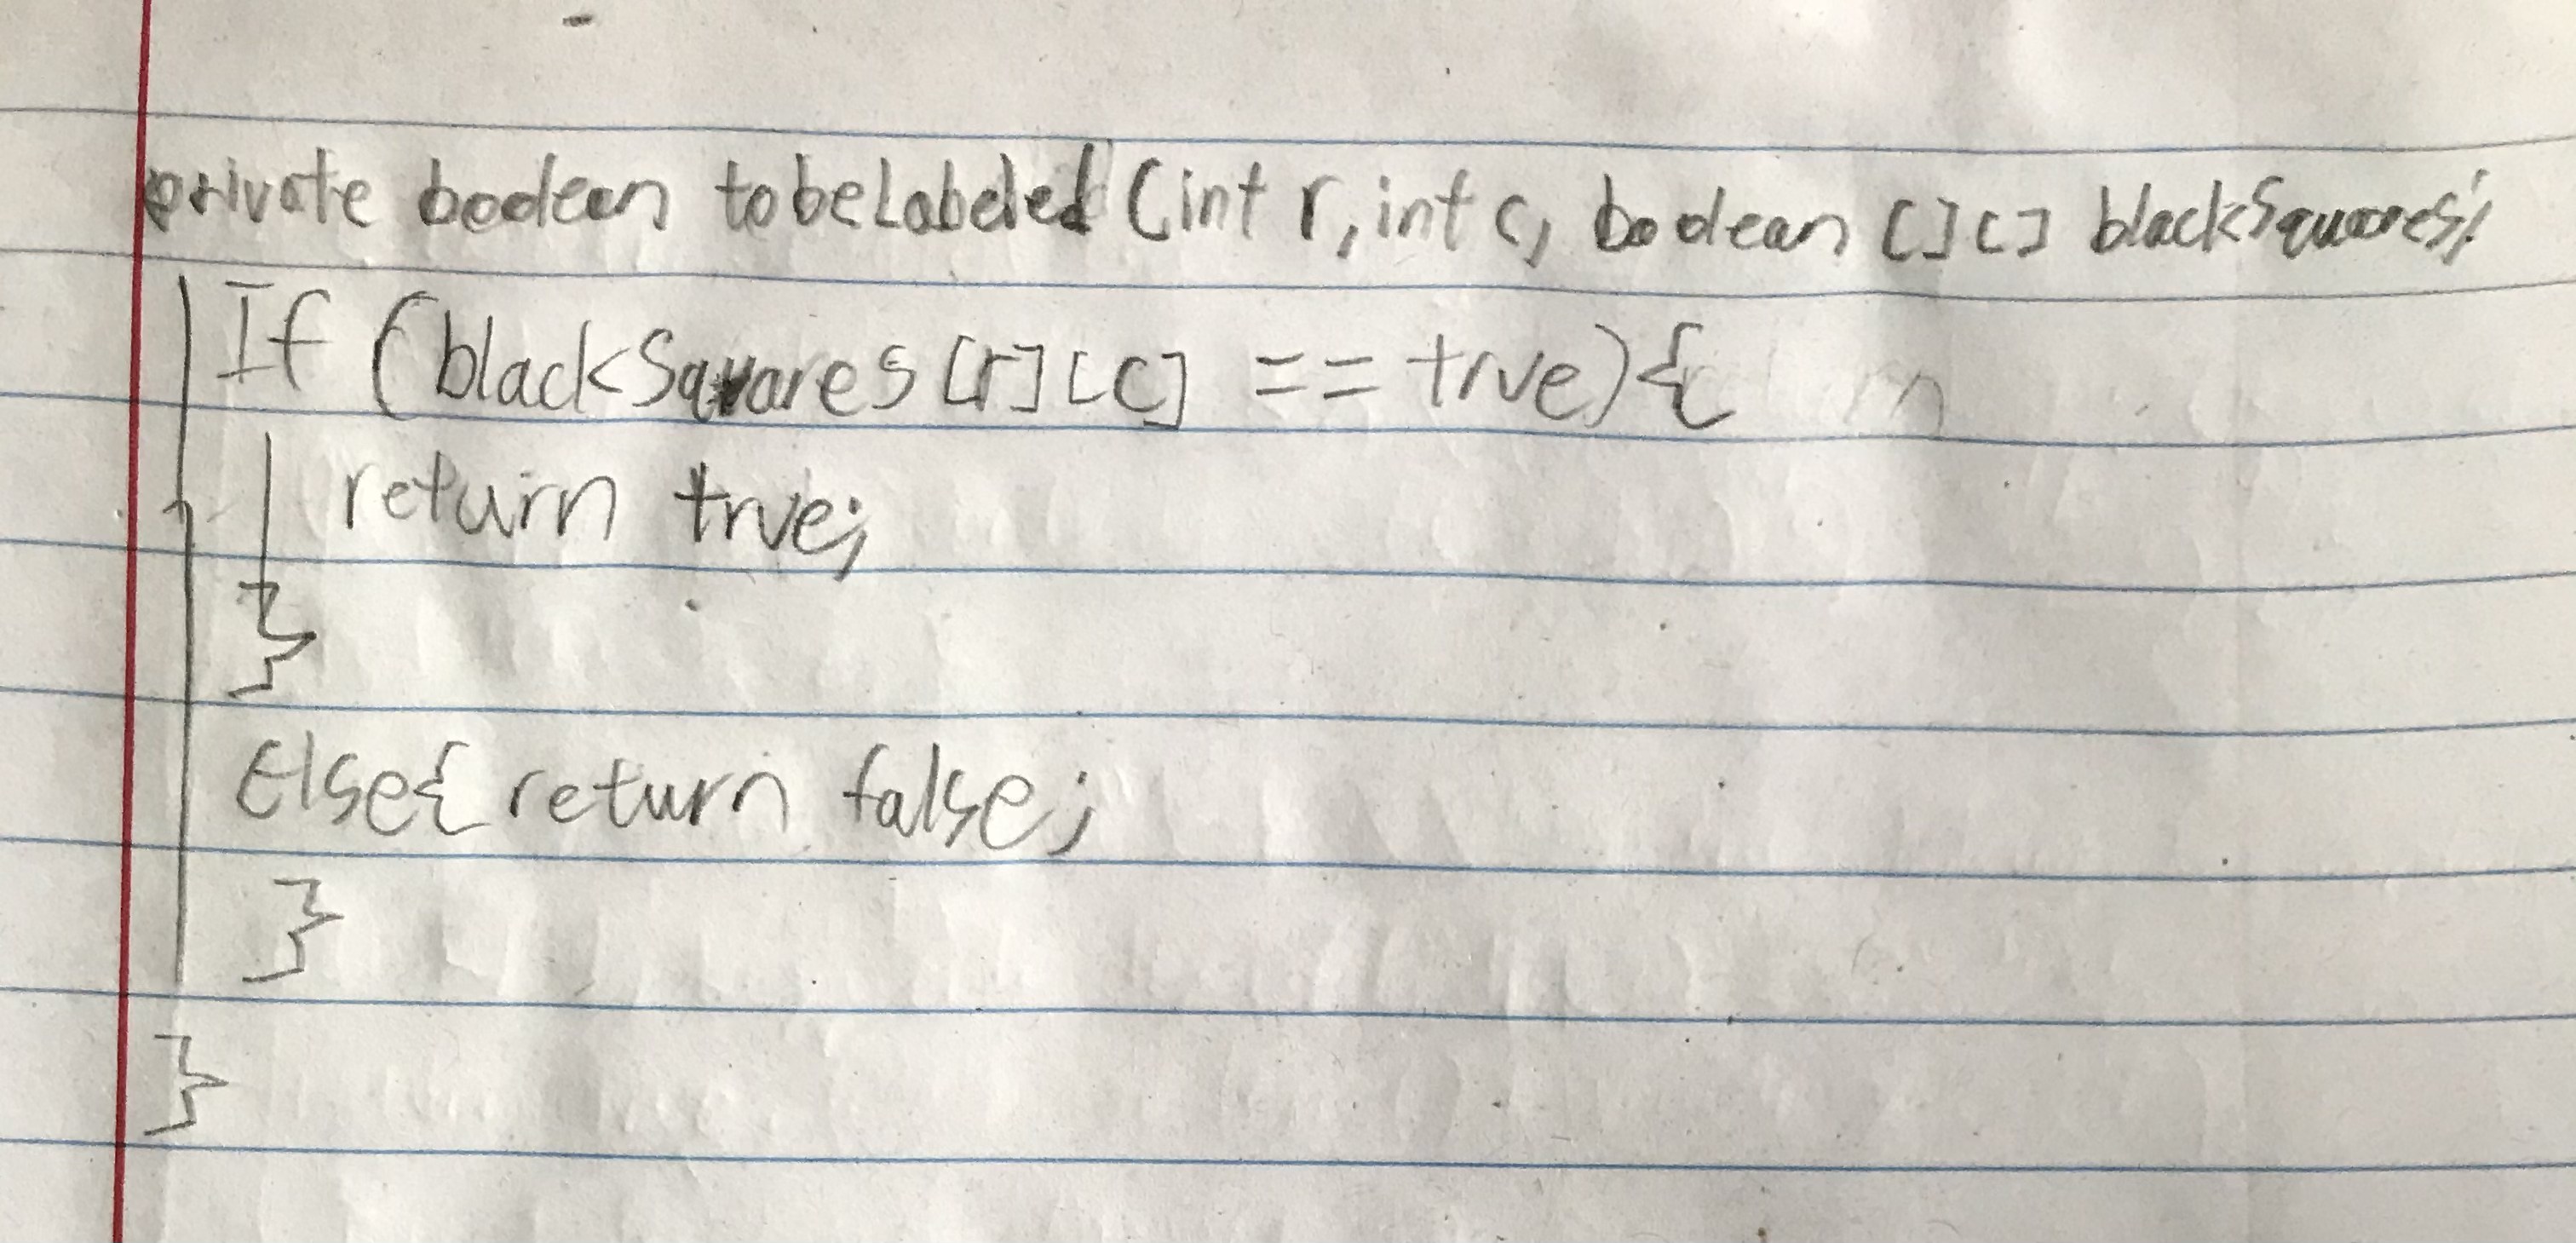 private boolean tobeLabeled (int r, int c, boolean [][] blackSquares;
If (blackSquares [r][c] == true){
return true;
}
Else{ return false;
}
}